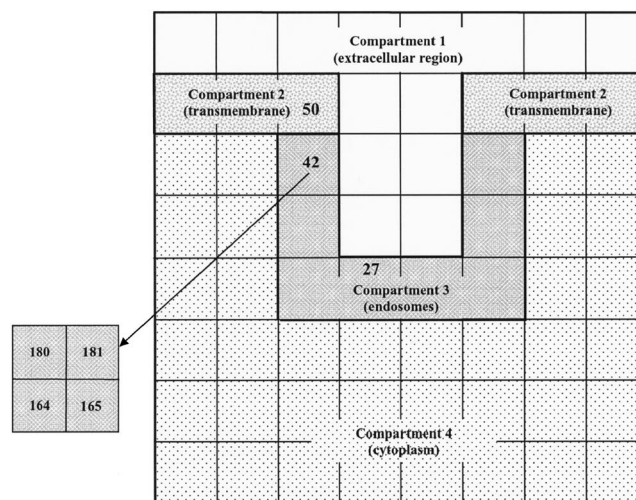 Compartment 1
(extracellular region)
Compartment 2
(transmembrane)
50
Compartment 2
(transmembrane)
42
27
Compartment 3
(endosomes)
180
181
164
165
Compartment 4
(cytoplasm)